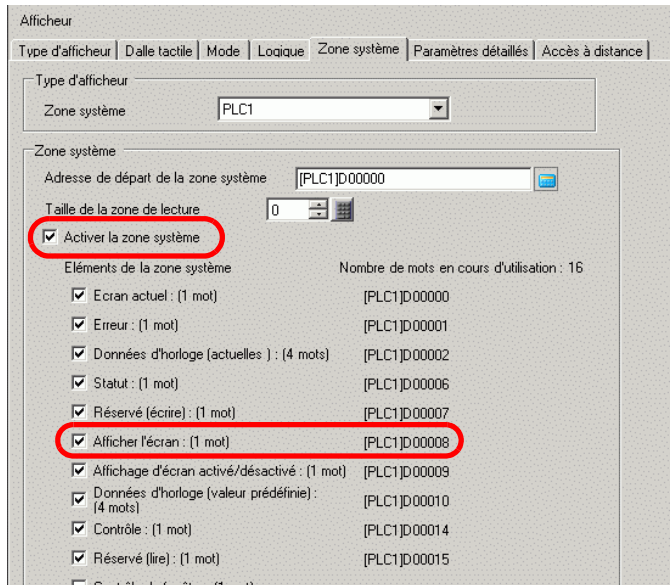 Afficheur
Type d'afficheur Dalle tactile Mode Logique Zone système Paramètres détaillés Accès à distance
Type d'afficheur
Zone système PLC1
Zone système
Adresse de départ de la zone système [PLC1]D00000
Taille de la zone de lecture 0
Activer la zone système
Eléments de la zone système Nombre de mots en cours d'utilisation : 16
Ecran actuel : (1 mot) [PLC1]D00000
Erreur : (1 mot) [PLC1]D00001
Données d'horloge (actuelles ) : (4 mots) [PLC1]D00002
Statut : (1 mot) [PLC1]D00006
Réservé (écrire) : (1 mot) [PLC1]D00007
Afficher l'écran : (1 mot) [PLC1]D00008
Affichage d'écran activé/désactivé : (1 mot) [PLC1]D00009
Données d'horloge (valeur prédéfinie) :
(4 mots) [PLC1]D00010
Contrôle : (1 mot) [PLC1]D00014
Réservé (lire) : (1 mot) [PLC1]D00015